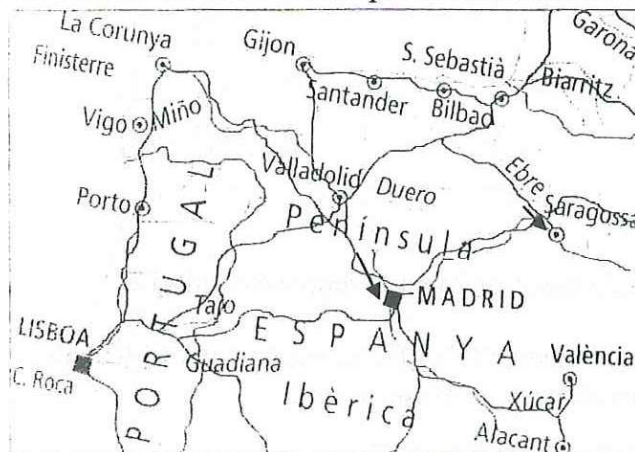 La Corunya
Finisterre
Gijon
S. Sebastià
Garona
Santander
Bilbao
Biarritz
Vigo
Miño
Valladolid
Duero
Ebre
Saragossa
Porto
Península
PORTUGAL
MADRID
Tajo
LISBOA
ESPANYA
C. Roca
Guadiana
València
Ibèrica
Xúcar
Alacant